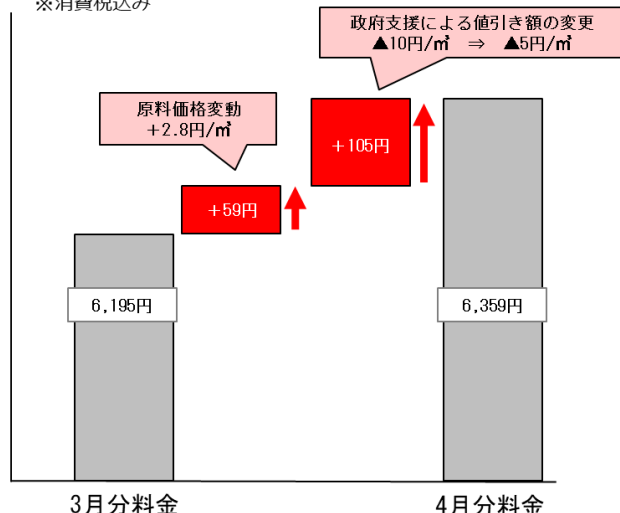 ※消費税込み
政府支援による値引き額の変更
▲10円/㎥ ⇒ ▲5円/㎥
原料価格変動
+2.8円/㎥
+105円
+59円
6,195円
6,359円
3月分料金
4月分料金